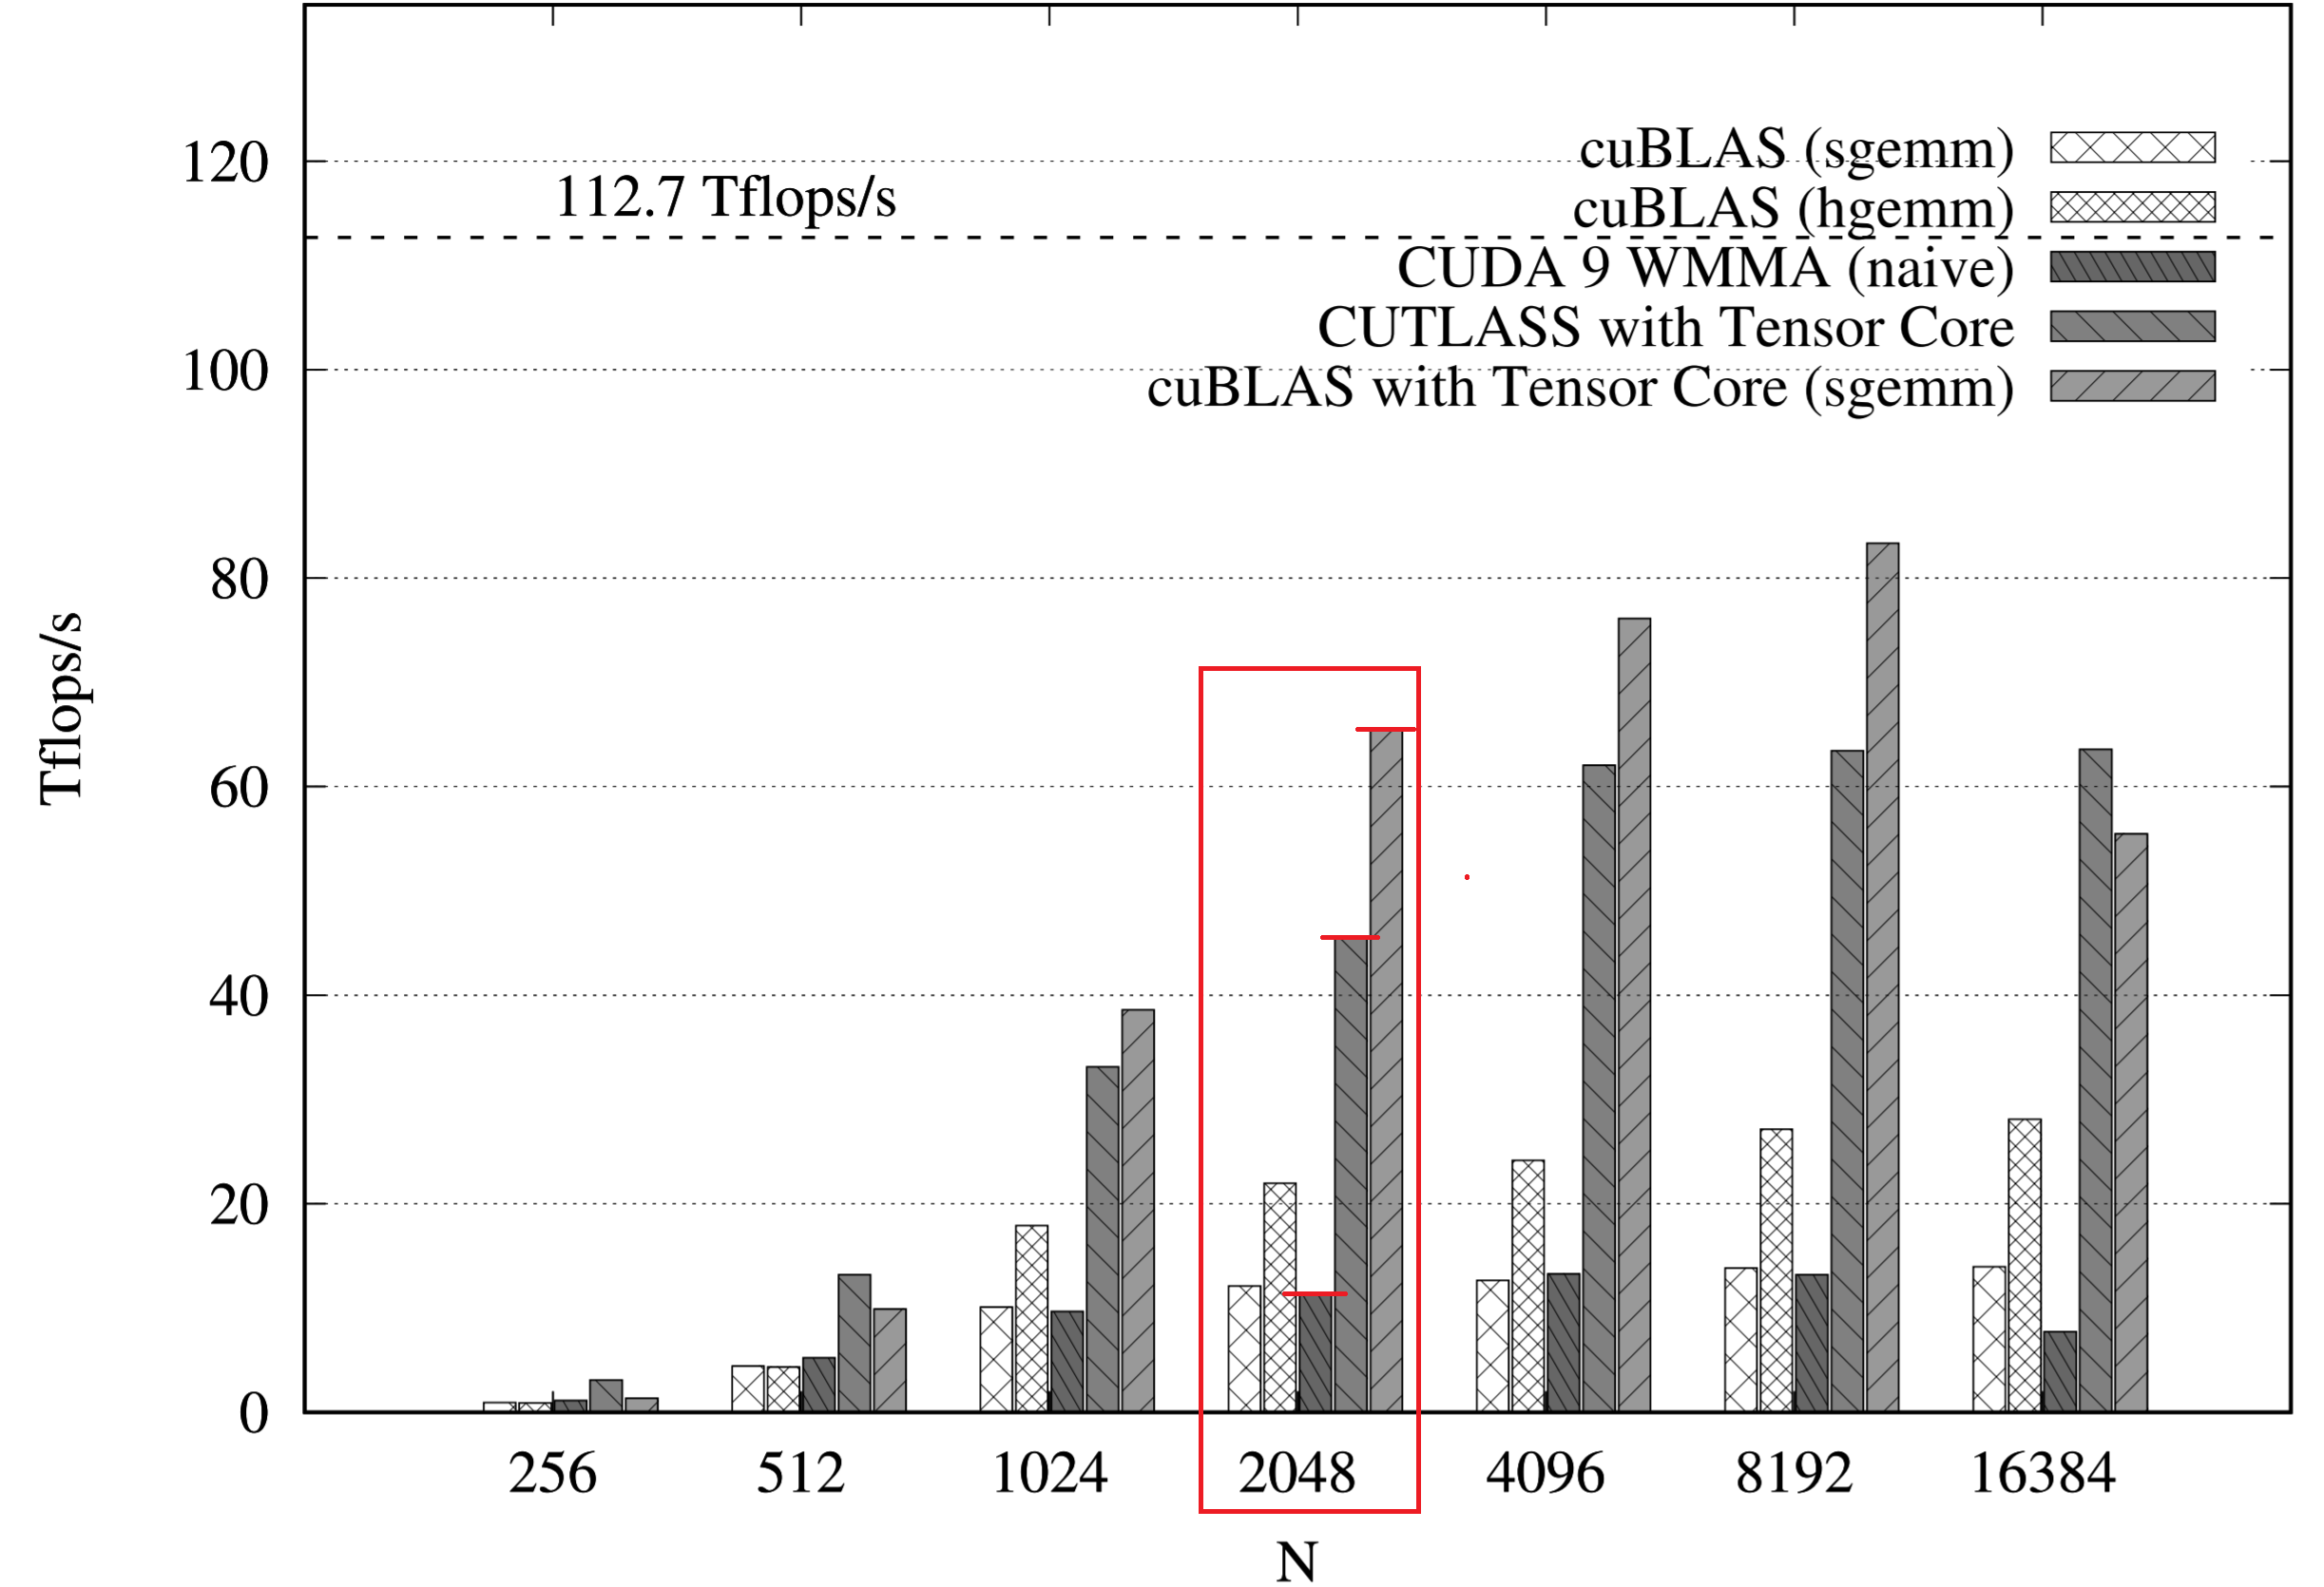 120
112.7 Tflops/s
100
80
60
40
20
0
Tflops/s
cuBLAS (sgemm)
cuBLAS (hgemm)
CUDA 9 WMMA (naive)
CUTLASS with Tensor Core
cuBLAS with Tensor Core (sgemm)
256 512 1024 2048 4096 8192 16384
N